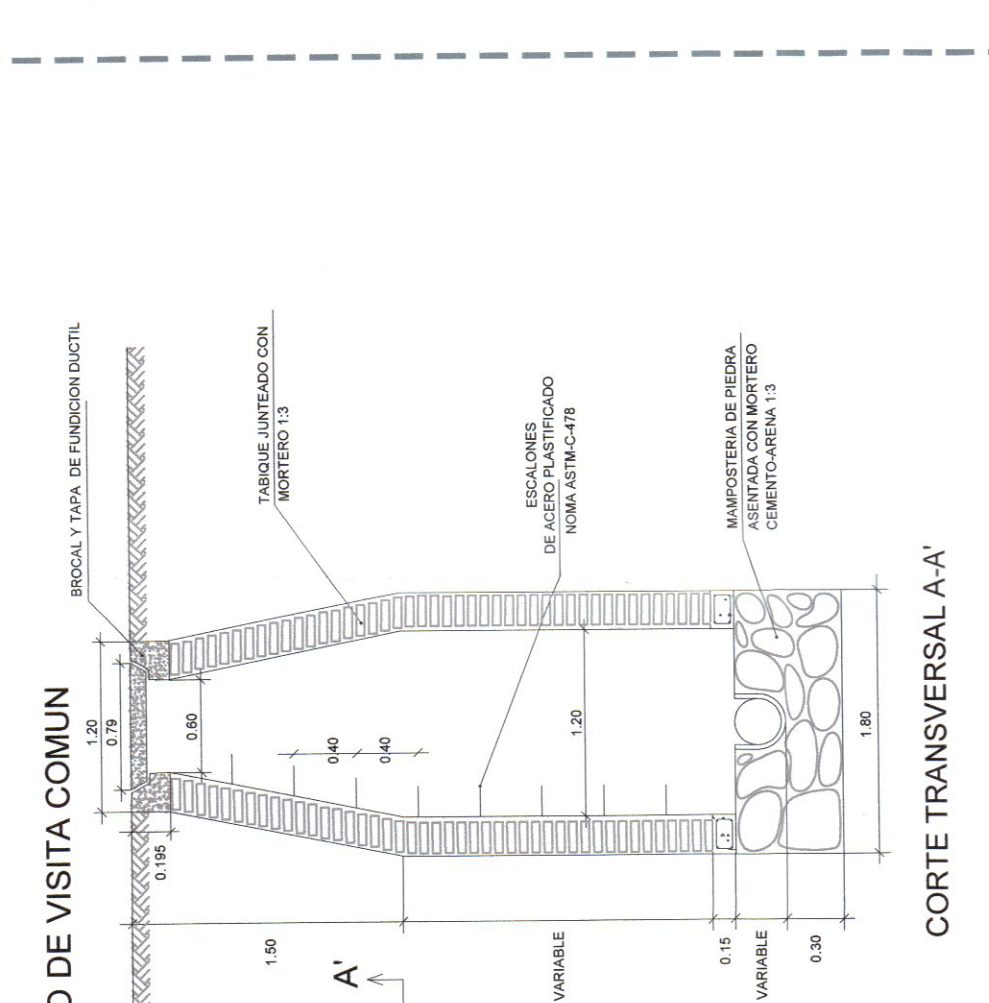 O DE VISITA COMUN
BROCAL Y TAPA DE FUNDICION DUCTIL
1.20
0.79
0.60
0.195
TABIQUE JUNTEADO CON
MORTERO 1:3
0.40
0.40
1.50
A'
ESCALONES
DE ACERO PLASTIFICADO
NOMA ASTM-C-478
1.20
VARIABLE
MAMPOSTERIA DE PIEDRA
ASENTADA CON MORTERO
CEMENTO-ARENA 1:3
0.15
VARIABLE
0.30
1.80
CORTE TRANSVERSAL A-A'